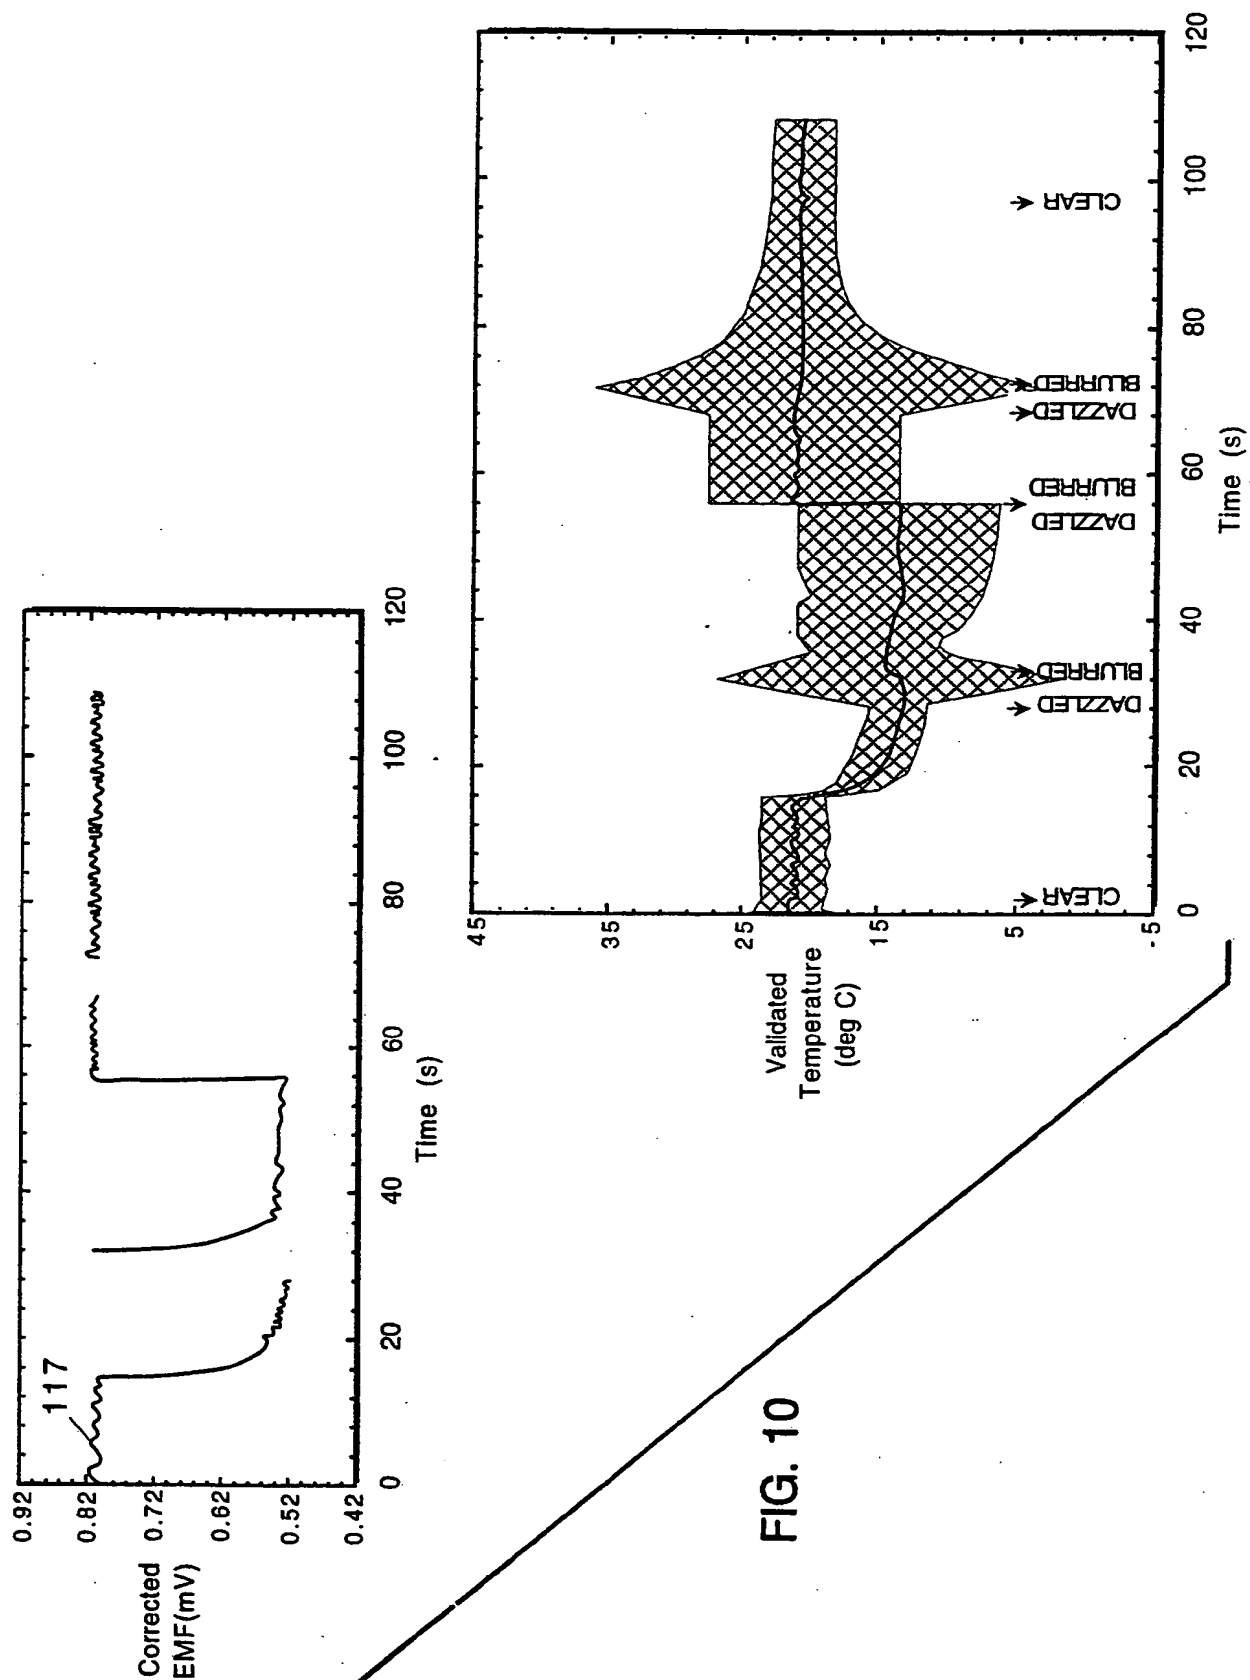 Corrected
EMF(mV)
0.92
0.82
0.72
0.62
0.52
0.42
117
0
20
40
60
80
100
120
Time (s)
Validated
Temperature
(deg C)
45
35
25
15
5
-5
CLEAR
DAZZLED
BLURRED
DAZZLED
BLURRED
DAZZLED
BLURRED
CLEAR
0
20
40
60
80
100
120
Time (s)
FIG. 10